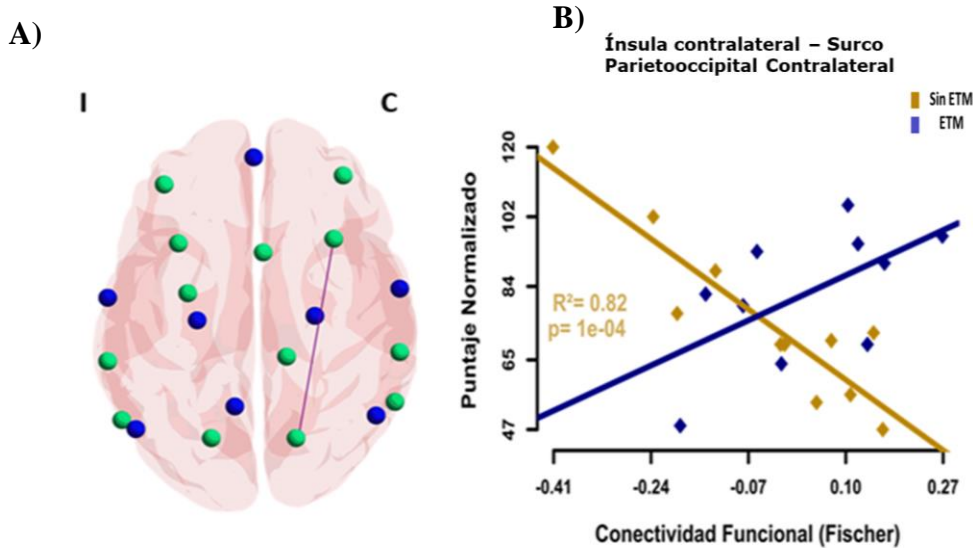 A)
I
C
B)
Ínsula contralateral – Surco
Parietooccipital Contralateral
Sin ETM
ETM
Puntaje Normalizado
120
102
84
65
47
R²= 0.82
p= 1e-04
-0.41
-0.24
-0.07
0.10
0.27
Conectividad Funcional (Fischer)